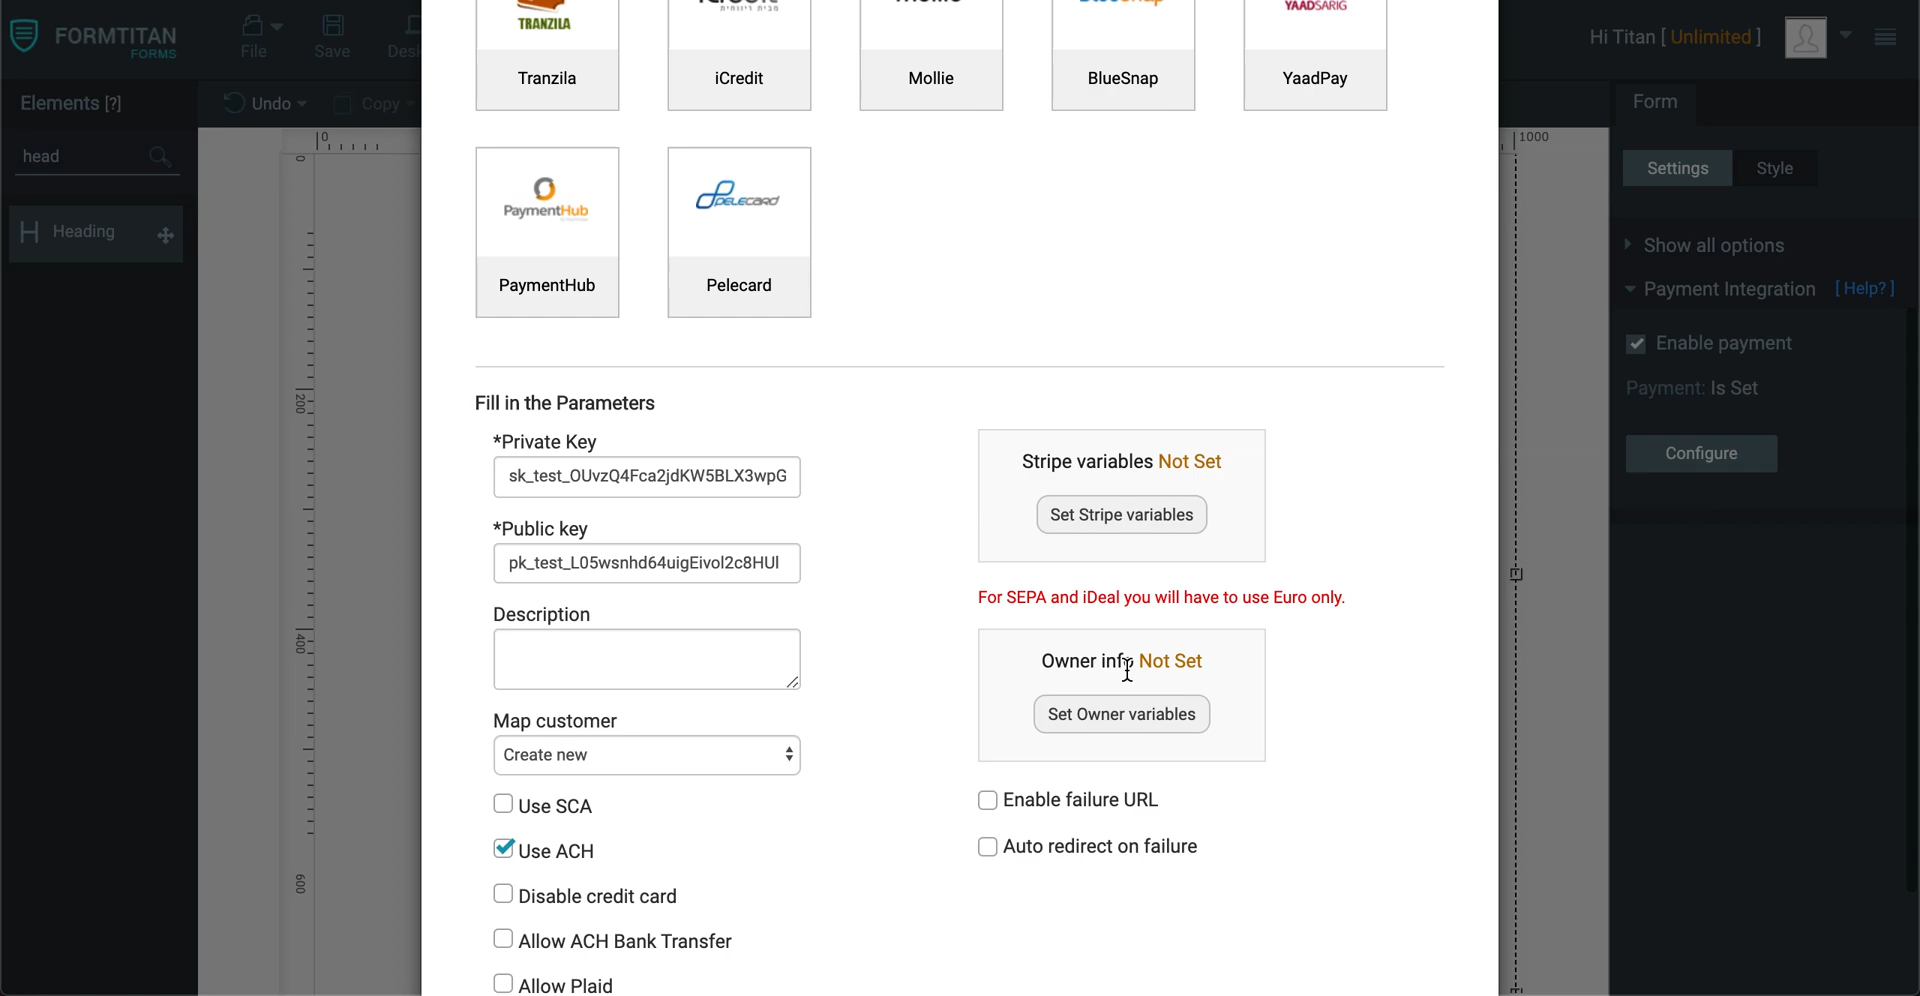 FORMTITAN
FORMS
File
Save
Desk
Hi Titan [ Unlimited ]
Elements [?]
Undo
Copy
head
Heading
0
0
200
400
600
1000
TRANZILA
Tranzila
iCredit
Mollie
BlueSnap
YAADSARIG
YaadPay
PaymentHub
PaymentHub
PELECARD
Pelecard
Fill in the Parameters
*Private Key
sk_test_OUvzQ4Fca2jdKW5BLX3wpG
*Public key
pk_test_L05wsnhd64uigEivol2c8HUl
Description
Map customer
Create new
Use SCA
Use ACH
Disable credit card
Allow ACH Bank Transfer
Allow Plaid
Stripe variables Not Set
Set Stripe variables
For SEPA and iDeal you will have to use Euro only.
Owner info Not Set
Set Owner variables
Enable failure URL
Auto redirect on failure
Form
Settings
Style
Show all options
Payment Integration [ Help? ]
Enable payment
Payment: Is Set
Configure